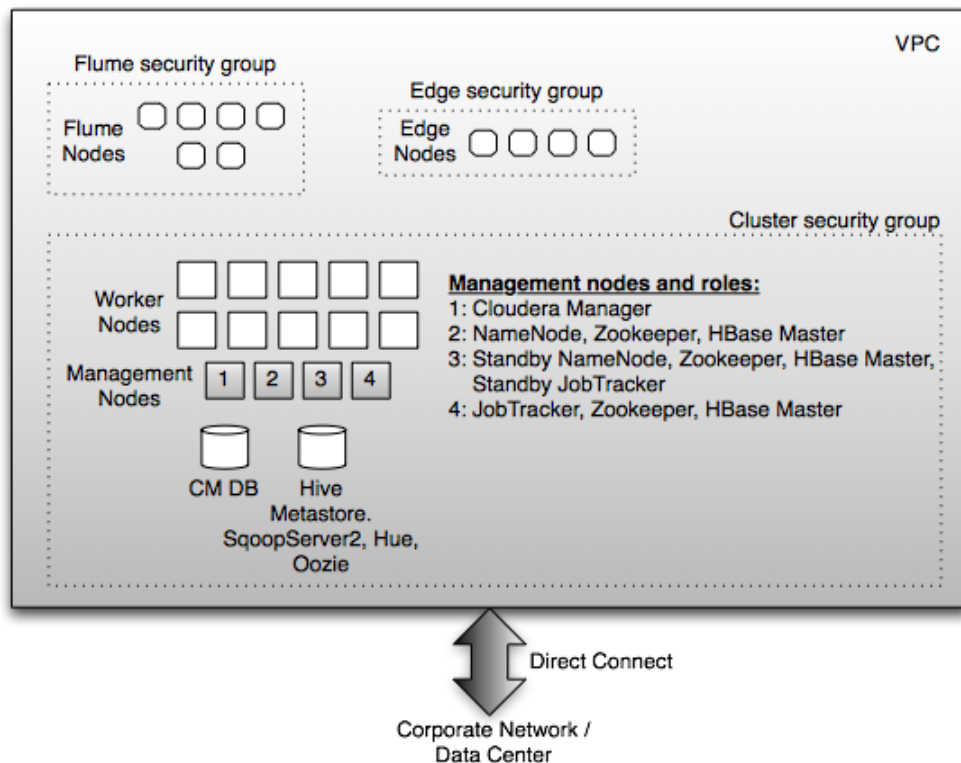 VPC
Flume security group
Flume
Nodes
Edge security group
Edge
Nodes
Cluster security group
Worker
Nodes
Management
Nodes
1 2 3 4
CM DB
Hive
Metastore.
SqoopServer2, Hue,
Oozie
Management nodes and roles:
1: Cloudera Manager
2: NameNode, Zookeeper, HBase Master
3: Standby NameNode, Zookeeper, HBase Master,
Standby JobTracker
4: JobTracker, Zookeeper, HBase Master
Direct Connect
Corporate Network /
Data Center